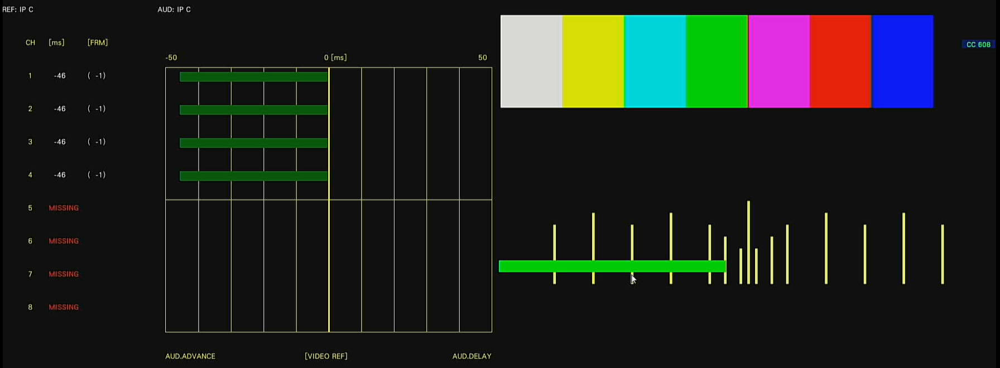 REF: IP C
AUD: IP C
CH [ms] [FRM]
-50 0 [ms] 50
1 -46 ( -1)
2 -46 ( -1)
3 -46 ( -1)
4 -46 ( -1)
5 MISSING
6 MISSING
7 MISSING
8 MISSING
AUD.ADVANCE [VIDEO REF] AUD.DELAY
CC 608